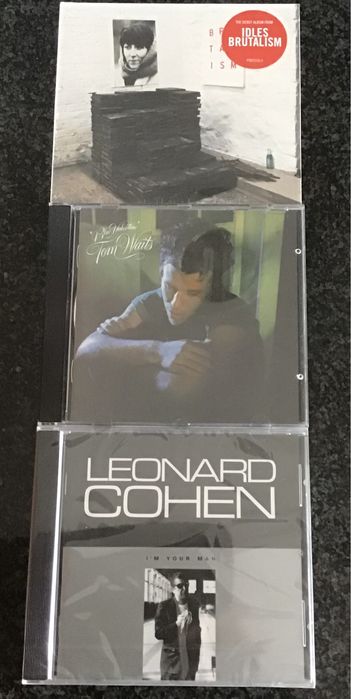 THE DEBUT ALBUM FROM
IDLES
BRUTALISM
BR
TA
ISM
"Blue Valentine"
Tom Waits
LEONARD
COHEN
I'M YOUR MAN